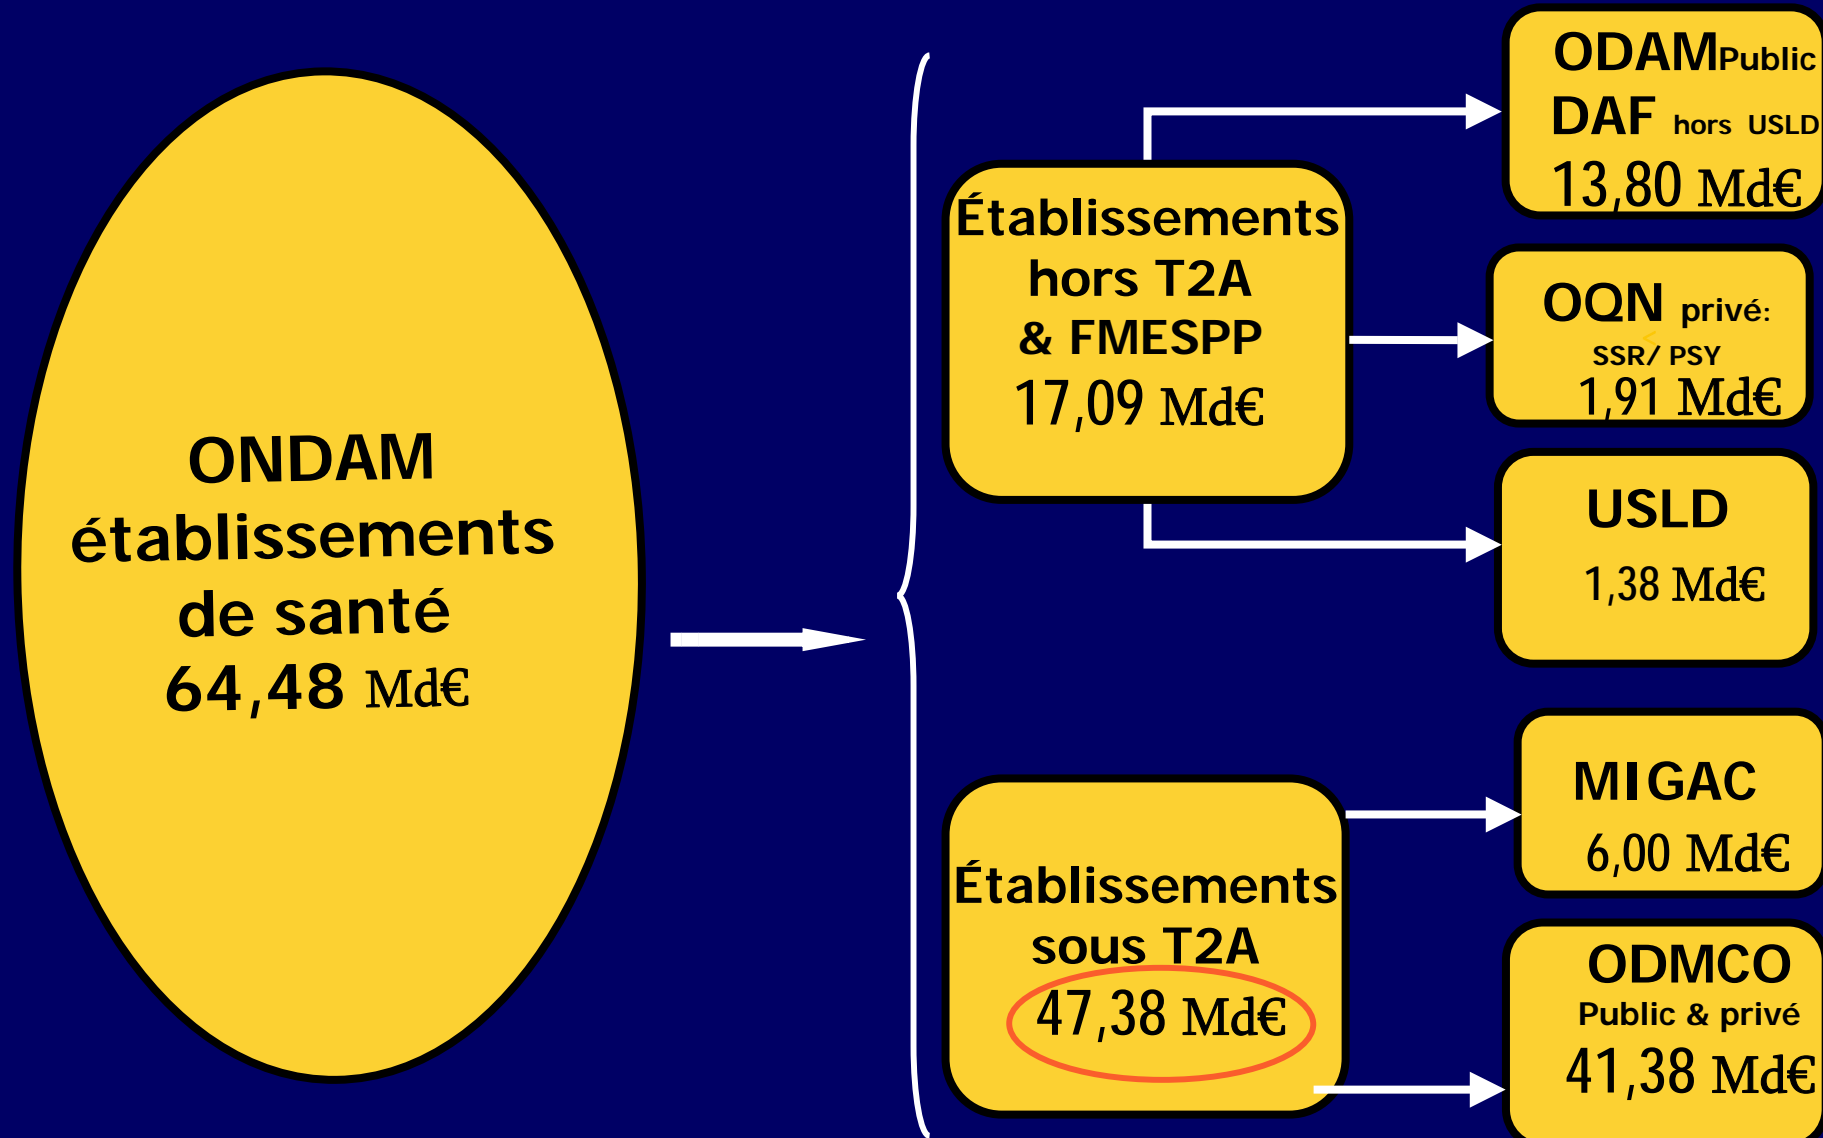 ONDAM
établissements
de santé
64,48 Md€
Établissements
hors T2A
& FMESPP
17,09 Md€
Établissements
sous T2A
47,38 Md€
ODAM Public
DAF hors USLD
13,80 Md€
OQN privé:
SSR/ PSY
1,91 Md€
USLD
1,38 Md€
MIGAC
6,00 Md€
ODMCO
Public & privé
41,38 Md€